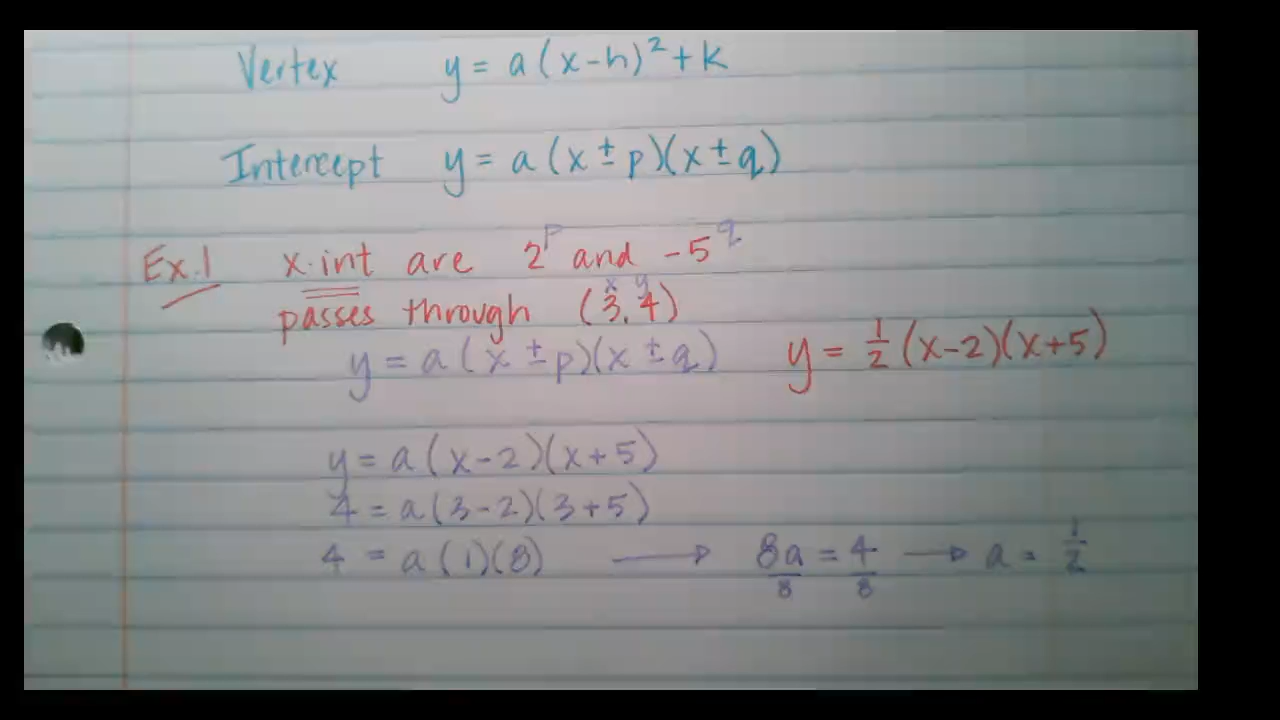 Vertex y = a (x-h)² + k
Intercept y = a (x ± p)(x ± q)
Ex.1 x-int are 2 p and -5 q
x y
passes through (3, 4)
y = a (x ± p)(x ± q) y = 1/2 (x-2)(x+5)
y = a (x-2)(x+5)
4 = a (3-2)(3+5)
4 = a (1)(8) → 8a/8 = 4/8 → a = 1/2